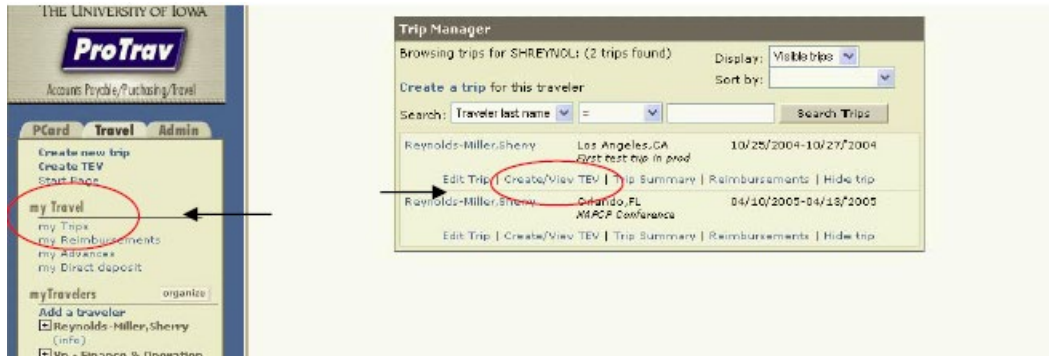 THE UNIVERSITY OF IOWA
ProTrav
Accounts Payable/Purchasing/Travel
PCard Travel Admin
Create new trip
Create TEV
Start Page
my Travel
my Trips
my Reimbursements
my Advances
my Direct deposit
myTravelers organize
Add a traveler
Reynolds-Miller,Sherry
(info)
Trip Manager
Browsing trips for SHREYNOL: (2 trips found)
Display: Visible trips
Create a trip for this traveler
Sort by:
Search: Traveler last name = Search Trips
Reynolds-Miller,Sherry Los Angeles,CA 10/25/2004-10/27/2004
First test trip in prod
Edit Trip | Create/View TEV | Trip Summary | Reimbursements | Hide trip
Reynolds-Miller,Sherry Orlando,FL 04/10/2005-04/13/2005
NAPCP Conference
Edit Trip | Create/View TEV | Trip Summary | Reimbursements | Hide trip